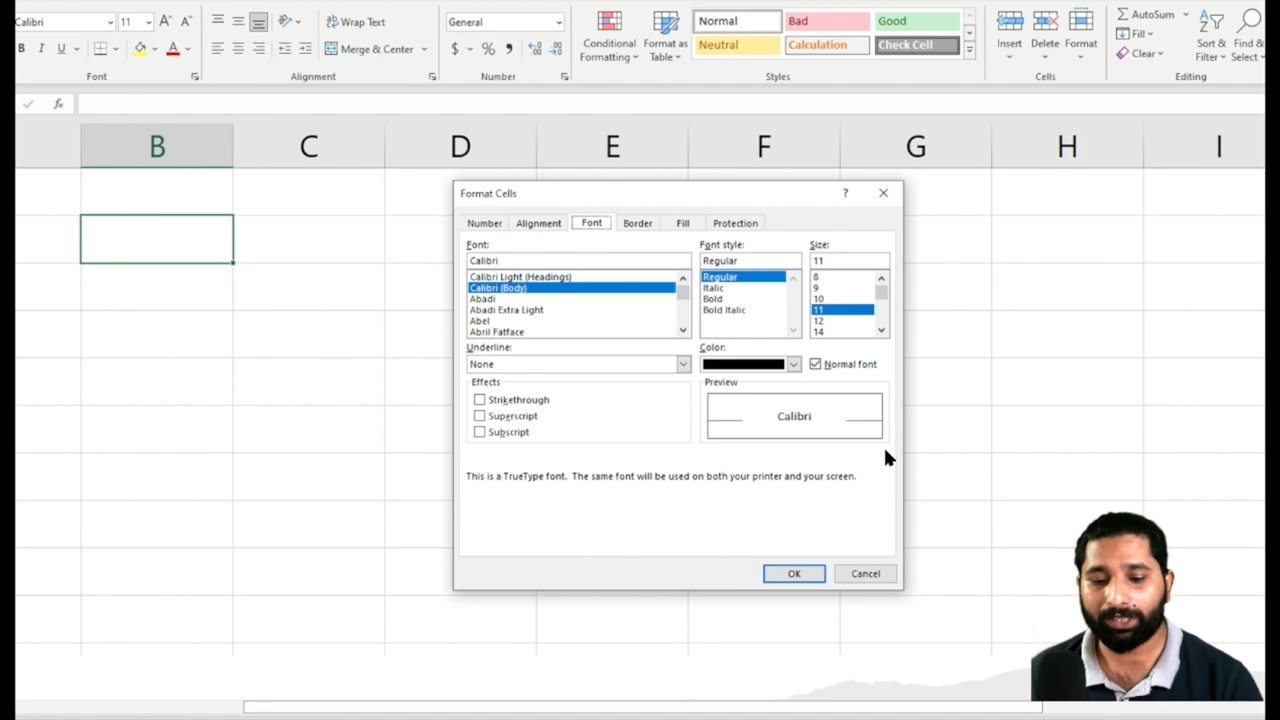 Calibri 11 A A Wrap Text General Normal Bad Good AutoSum
Conditional Formatting Format as Table Insert Delete Format Fill Sort & Filter Find & Select
B I U A Merge & Center $ % , Neutral Calculation Check Cell Clear
Font Alignment Number Styles Cells Editing
fx
B C D E F G H I
Format Cells ? ×
Number Alignment Font Border Fill Protection
Font: Font style: Size:
Calibri Regular 11
Calibri Light (Headings) Regular 8
Calibri (Body) Italic 9
Abadi Bold 10
Abadi Extra Light Bold Italic 11
Abel 12
Abril Fatface 14
Underline: Color:
None Normal font
Effects Preview
Strikethrough
Superscript Calibri
Subscript
This is a TrueType font. The same font will be used on both your printer and your screen.
OK Cancel